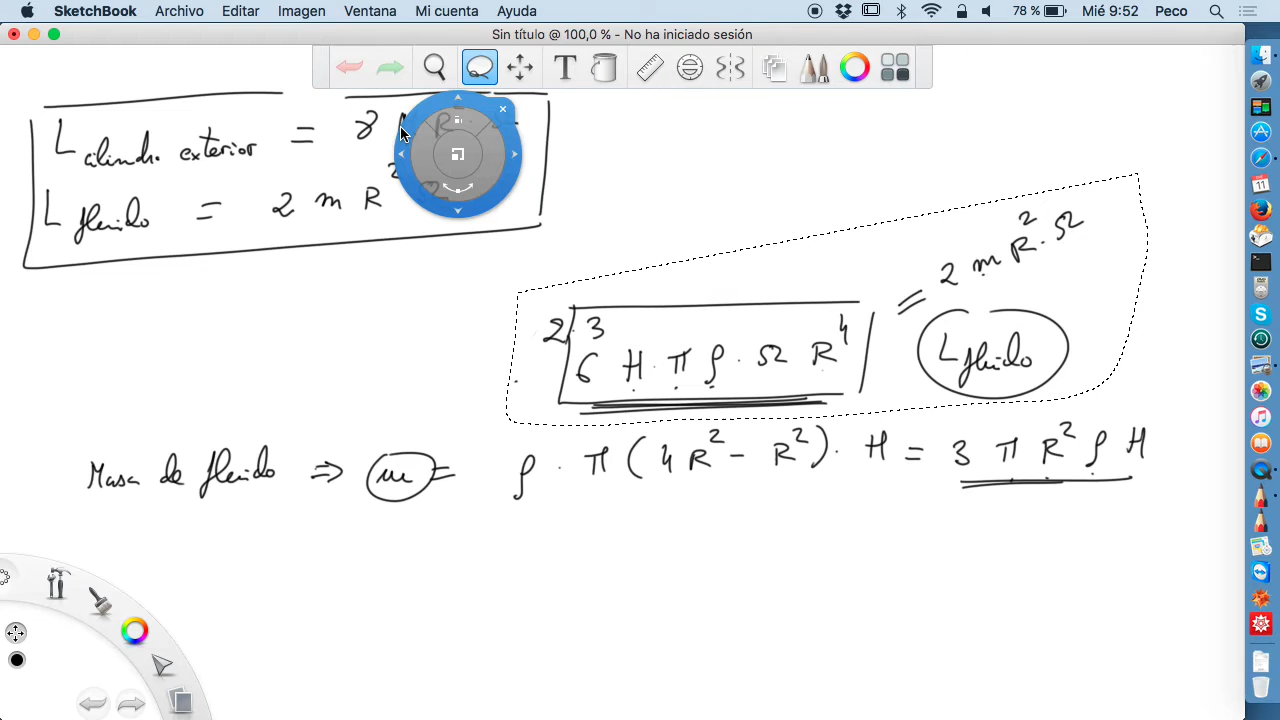 SketchBook Archivo Editar Imagen Ventana Mi cuenta Ayuda 78 % Mié 9:52 Peco
Sin título @ 100,0 % - No ha iniciado sesión
L cilindro exterior = 8
L fluido = 2 m R²
= 2 m R² · Ω
2 · 3
6 H · π ρ · Ω R⁴
L fluido
Masa de fluido ⇒ m = ρ · π ( 4 R² - R² ) · H = 3 π R² ρ H